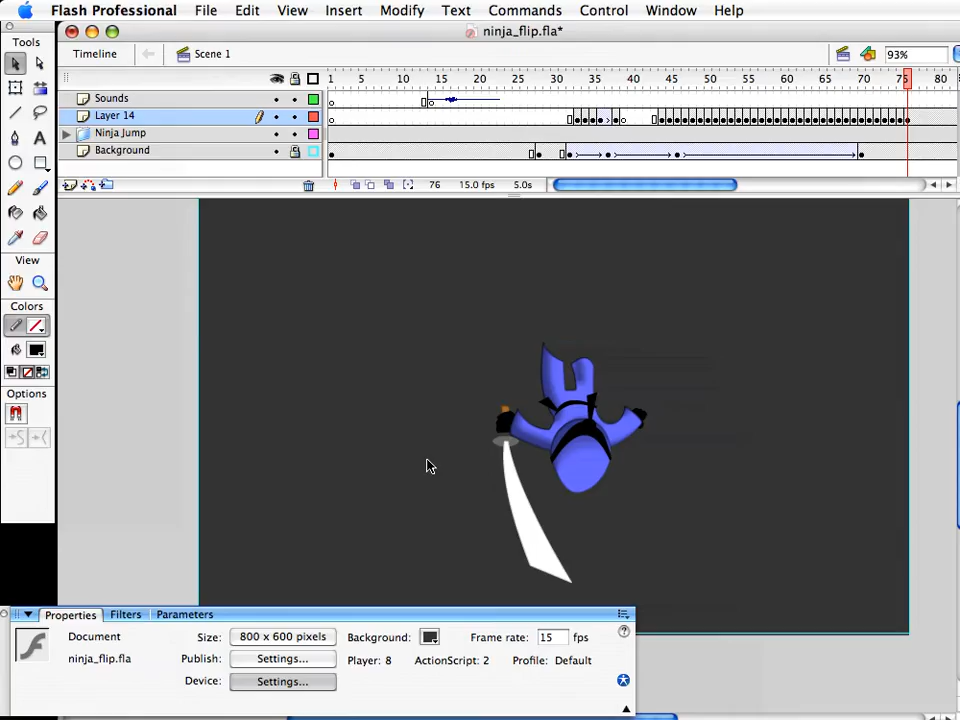 Flash Professional File Edit View Insert Modify Text Commands Control Window Help
ninja_flip.fla*
Tools
Timeline Scene 1 93%
1 5 10 15 20 25 30 35 40 45 50 55 60 65 70 75 80
Sounds
Layer 14
Ninja Jump
Background
76 15.0 fps 5.0s
View
Colors
Options
Properties Filters Parameters
Document Size: 800 x 600 pixels Background: Frame rate: 15 fps
ninja_flip.fla Publish: Settings... Player: 8 ActionScript: 2 Profile: Default
Device: Settings...